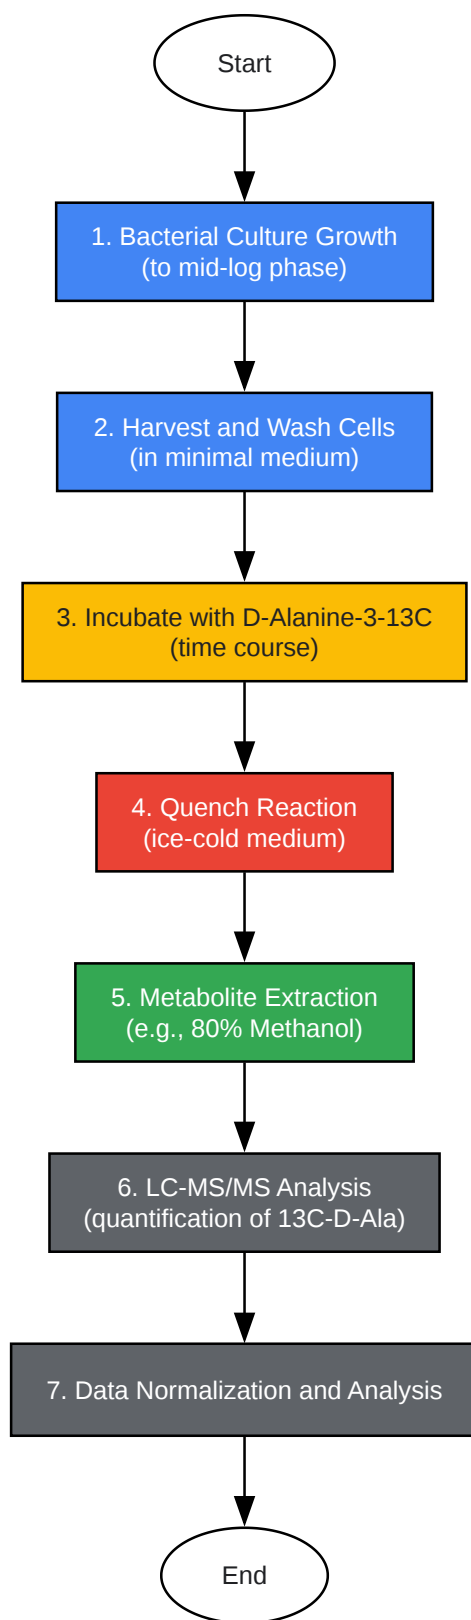 Start
1. Bacterial Culture Growth
(to mid-log phase)
2. Harvest and Wash Cells
(in minimal medium)
3. Incubate with D-Alanine-3-13C
(time course)
4. Quench Reaction
(ice-cold medium)
5. Metabolite Extraction
(e.g., 80% Methanol)
6. LC-MS/MS Analysis
(quantification of 13C-D-Ala)
7. Data Normalization and Analysis
End